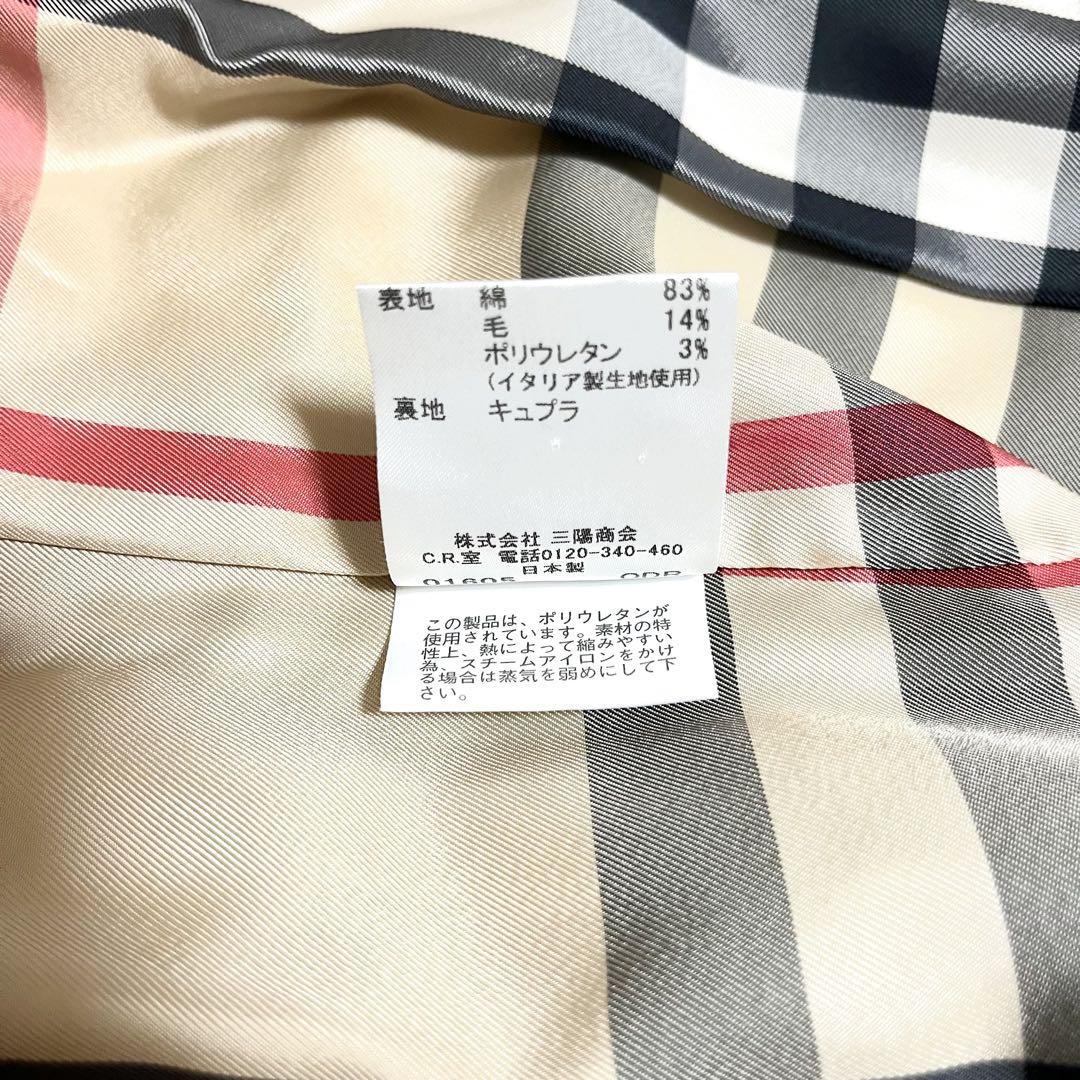 表地 綿 83%
毛 14%
ポリウレタン 3%
(イタリア製生地使用)
裏地 キュプラ
株式会社 三陽商会
C.R.室 電話0120-340-460
日本製
この製品は、ポリウレタンが
使用されています。素材の特
性上、熱によって縮みやすい
為、スチームアイロンをかけ
る場合は蒸気を弱めにして下
さい。